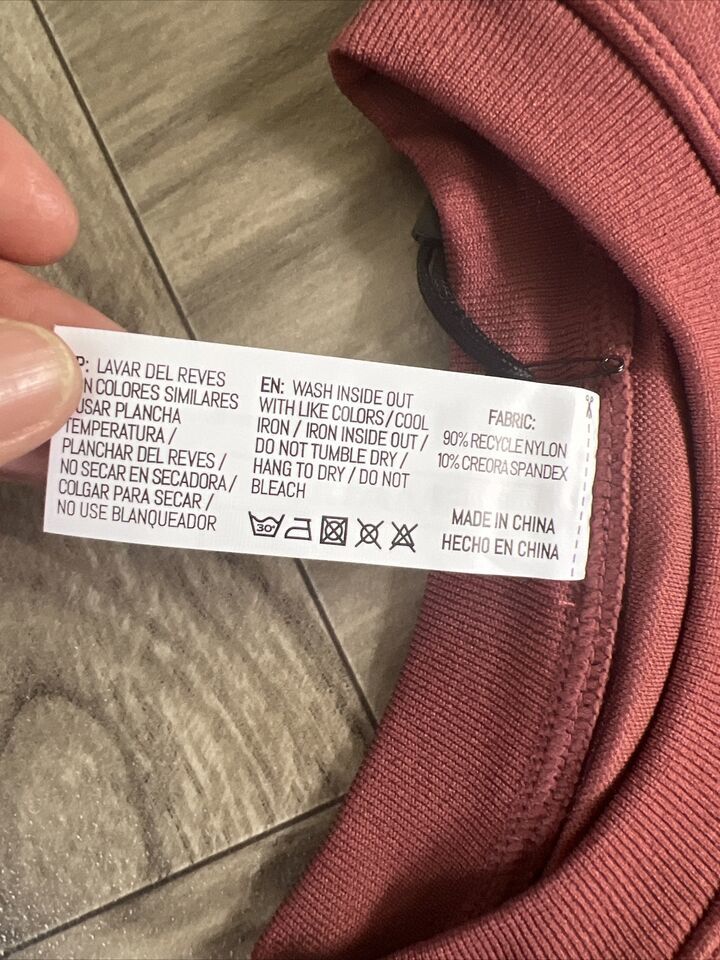 P: LAVAR DEL REVES
N COLORES SIMILARES
USAR PLANCHA
TEMPERATURA /
PLANCHAR DEL REVES /
NO SECAR EN SECADORA /
COLGAR PARA SECAR /
NO USE BLANQUEADOR
EN: WASH INSIDE OUT
WITH LIKE COLORS / COOL
IRON / IRON INSIDE OUT /
DO NOT TUMBLE DRY /
HANG TO DRY / DO NOT
BLEACH
30°
FABRIC:
90% RECYCLE NYLON
10% CREORA SPANDEX
MADE IN CHINA
HECHO EN CHINA